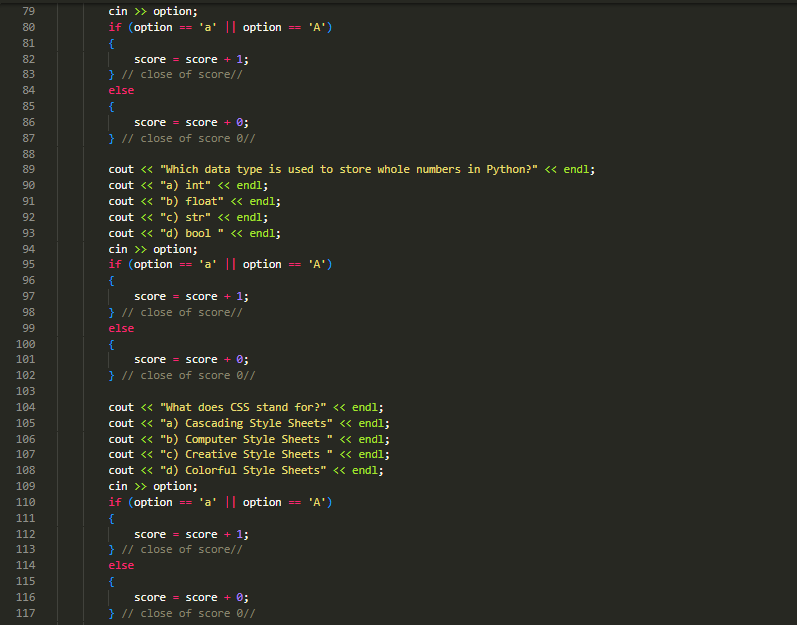 79 cin >> option;
80 if (option == 'a' || option == 'A')
81 {
82 score = score + 1;
83 } // close of score//
84 else
85 {
86 score = score + 0;
87 } // close of score 0//
88
89 cout << "Which data type is used to store whole numbers in Python?" << endl;
90 cout << "a) int" << endl;
91 cout << "b) float" << endl;
92 cout << "c) str" << endl;
93 cout << "d) bool " << endl;
94 cin >> option;
95 if (option == 'a' || option == 'A')
96 {
97 score = score + 1;
98 } // close of score//
99 else
100 {
101 score = score + 0;
102 } // close of score 0//
103
104 cout << "What does CSS stand for?" << endl;
105 cout << "a) Cascading Style Sheets" << endl;
106 cout << "b) Computer Style Sheets " << endl;
107 cout << "c) Creative Style Sheets " << endl;
108 cout << "d) Colorful Style Sheets" << endl;
109 cin >> option;
110 if (option == 'a' || option == 'A')
111 {
112 score = score + 1;
113 } // close of score//
114 else
115 {
116 score = score + 0;
117 } // close of score 0//